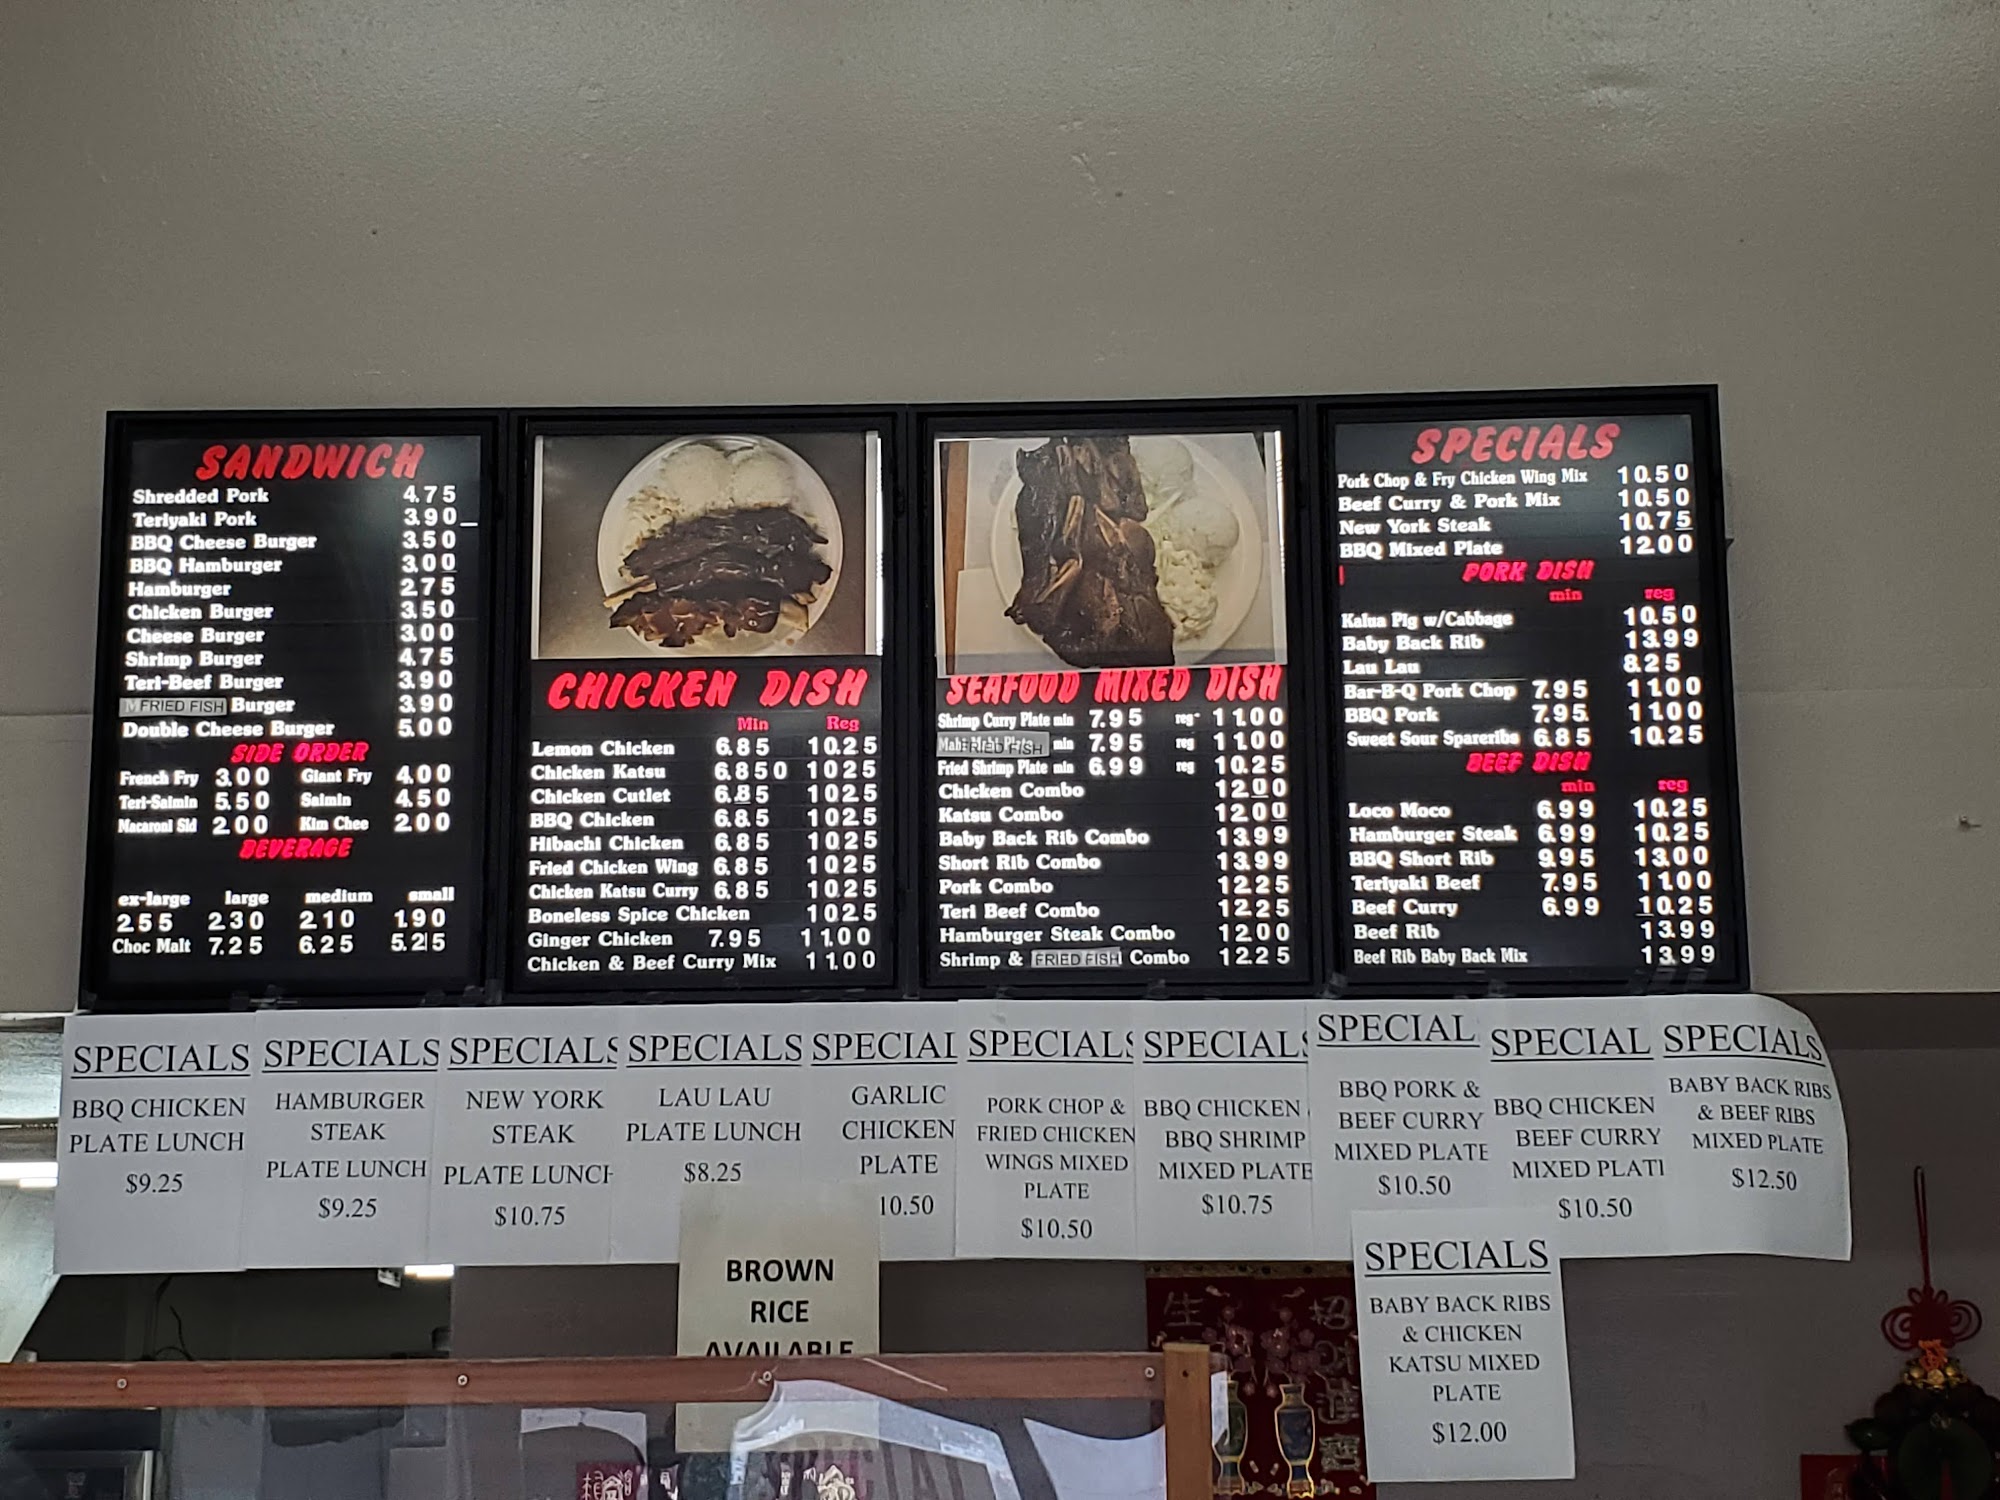 SANDWICH
Shredded Pork 4.75
Teriyaki Pork 3.90
BBQ Cheese Burger 3.50
BBQ Hamburger 3.00
Hamburger 2.75
Chicken Burger 3.50
Cheese Burger 3.00
Shrimp Burger 4.75
Teri-Beef Burger 3.90
FRIED FISH Burger 3.90
Double Cheese Burger 5.00
SIDE ORDER
French Fry 3.00 Giant Fry 4.00
Teri-Saimin 5.50 Saimin 4.50
Macaroni Sld 2.00 Kim Chee 2.00
BEVERAGE
ex-large large medium small
2.55 2.30 2.10 1.90
Choc Malt 7.25 6.25 5.25
CHICKEN DISH
Min Reg
Lemon Chicken 6.85 10.25
Chicken Katsu 6.850 1025
Chicken Cutlet 6.85 1025
BBQ Chicken 6.85 1025
Hibachi Chicken 6.85 1025
Fried Chicken Wing 6.85 1025
Chicken Katsu Curry 6.85 1025
Boneless Spice Chicken 1025
Ginger Chicken 7.95 11.00
Chicken & Beef Curry Mix 11.00
SEAFOOD MIXED DISH
Shrimp Curry Plate min 7.95 reg 11.00
FRIED FISH min 7.95 reg 11.00
Fried Shrimp Plate min 6.99 reg 10.25
Chicken Combo 12.00
Katsu Combo 12.00
Baby Back Rib Combo 13.99
Short Rib Combo 13.99
Pork Combo 12.25
Teri Beef Combo 12.25
Hamburger Steak Combo 12.00
Shrimp & FRIED FISH Combo 12.25
SPECIALS
Pork Chop & Fry Chicken Wing Mix 10.50
Beef Curry & Pork Mix 10.50
New York Steak 10.75
BBQ Mixed Plate 12.00
PORK DISH
min reg
Kalua Pig w/Cabbage 10.50
Baby Back Rib 13.99
Lau Lau 8.25
Bar-B-Q Pork Chop 7.95 11.00
BBQ Pork 7.95 11.00
Sweet Sour Spareribs 6.85 10.25
BEEF DISH
min reg
Loco Moco 6.99 10.25
Hamburger Steak 6.99 10.25
BBQ Short Rib 9.95 13.00
Teriyaki Beef 7.95 11.00
Beef Curry 6.99 10.25
Beef Rib 13.99
Beef Rib Baby Back Mix 13.99
SPECIALS
BBQ CHICKEN
PLATE LUNCH
$9.25
SPECIALS
HAMBURGER
STEAK
PLATE LUNCH
$9.25
SPECIALS
NEW YORK
STEAK
PLATE LUNCH
$10.75
SPECIALS
LAU LAU
PLATE LUNCH
$8.25
SPECIAL
GARLIC
CHICKEN
PLATE
10.50
SPECIALS
PORK CHOP &
FRIED CHICKEN
WINGS MIXED
PLATE
$10.50
SPECIALS
BBQ CHICKEN
BBQ SHRIMP
MIXED PLATE
$10.75
SPECIAL
BBQ PORK &
BEEF CURRY
MIXED PLATE
$10.50
SPECIAL
BBQ CHICKEN
BEEF CURRY
MIXED PLATE
$10.50
SPECIALS
BABY BACK RIBS
& BEEF RIBS
MIXED PLATE
$12.50
BROWN
RICE
AVAILABLE
SPECIALS
BABY BACK RIBS
& CHICKEN
KATSU MIXED
PLATE
$12.00